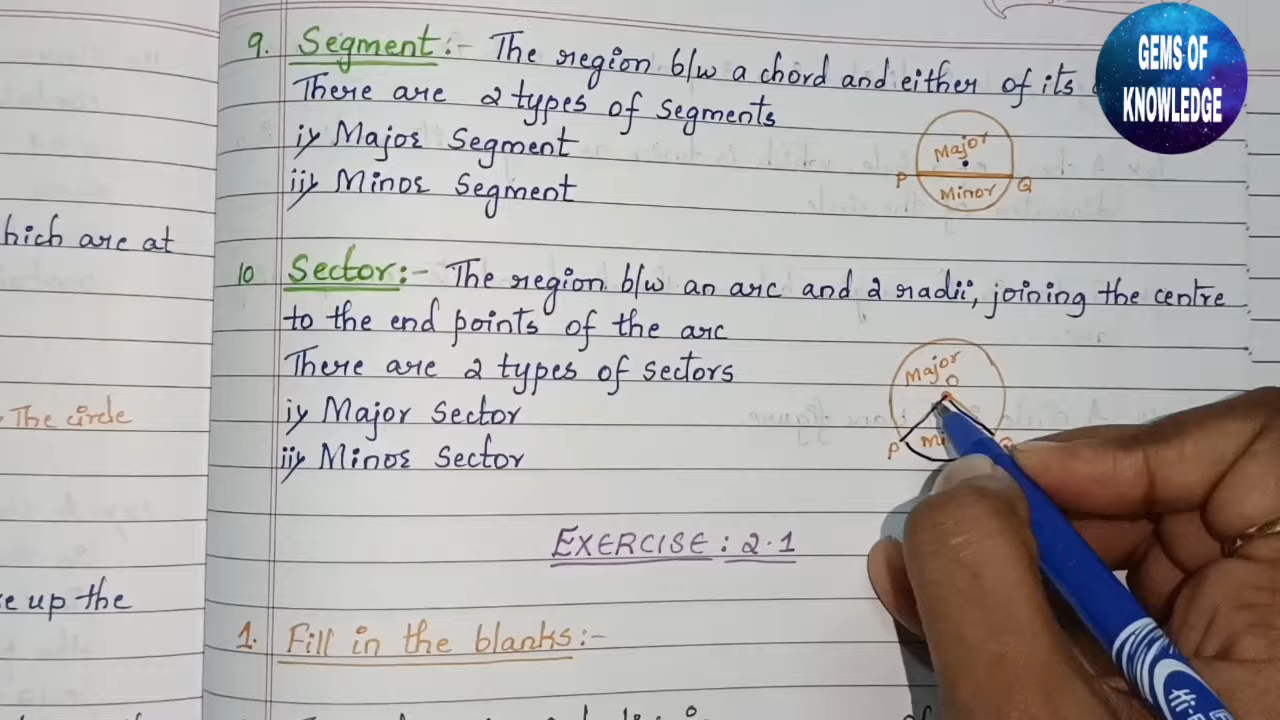 GEMS OF
KNOWLEDGE
9. Segment :- The region b/w a chord and either of its
There are 2 types of segments
i) Major Segment
ii) Minor Segment
Major
P Q
Minor
10 Sector :- The region b/w an arc and 2 radii, joining the centre
to the end points of the arc
There are 2 types of sectors
i) Major Sector
ii) Minor Sector
Major
O
P
EXERCISE : 2.1
1. Fill in the blanks :-
hich are at
The circle
e up the